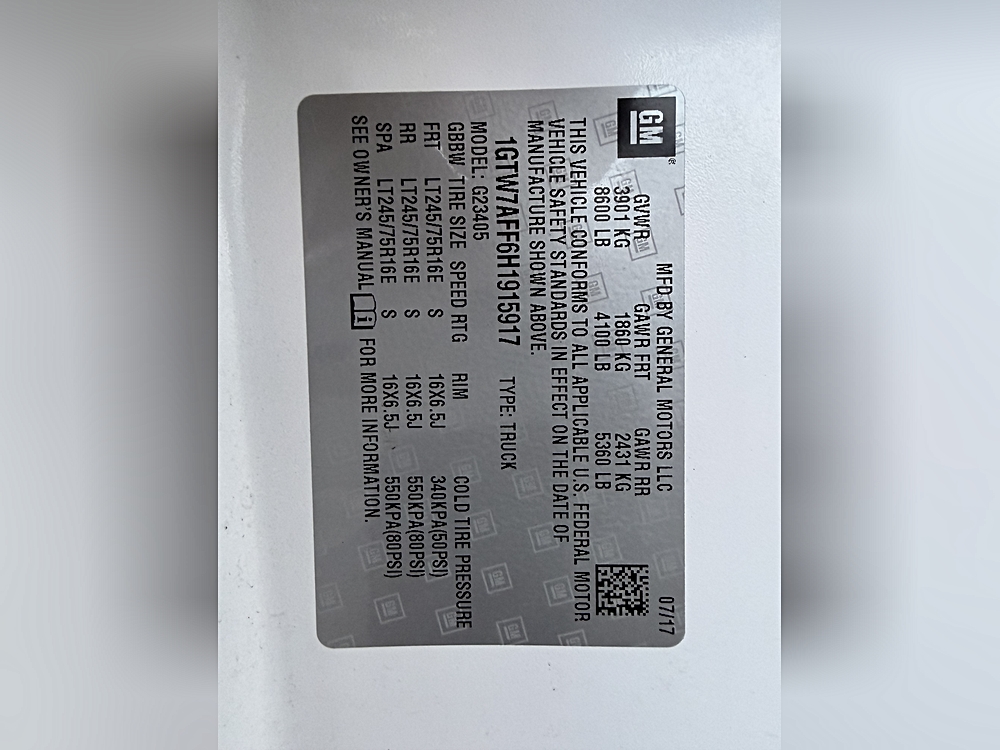 GM
MFD BY GENERAL MOTORS LLC 07/17
GVWR GAWR FRT GAWR RR
3901 KG 1860 KG 2431 KG
8600 LB 4100 LB 5360 LB
THIS VEHICLE CONFORMS TO ALL APPLICABLE U.S. FEDERAL MOTOR
VEHICLE SAFETY STANDARDS IN EFFECT ON THE DATE OF
MANUFACTURE SHOWN ABOVE.
1GTW7AFF6H1915917 TYPE: TRUCK
MODEL: G23405
GBBW TIRE SIZE SPEED RTG RIM COLD TIRE PRESSURE
FRT LT245/75R16E S 16X6.5J 340KPA(50PSI)
RR LT245/75R16E S 16X6.5J 550KPA(80PSI)
SPA LT245/75R16E S 16X6.5J 550KPA(80PSI)
SEE OWNER'S MANUAL i FOR MORE INFORMATION.